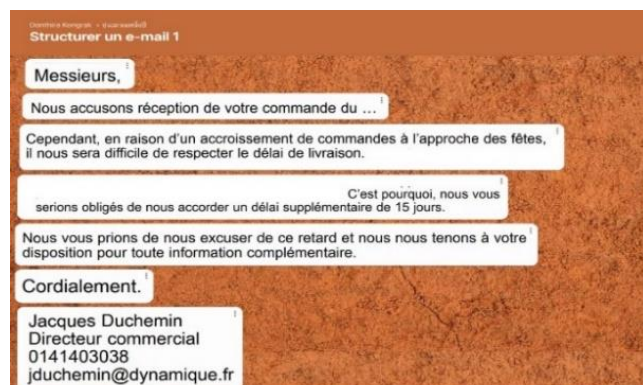 Structurer un e-mail 1
Messieurs,
Nous accusons réception de votre commande du …
Cependant, en raison d'un accroissement de commandes à l'approche des fêtes,
il nous sera difficile de respecter le délai de livraison.
C'est pourquoi, nous vous
serions obligés de nous accorder un délai supplémentaire de 15 jours.
Nous vous prions de nous excuser de ce retard et nous nous tenons à votre
disposition pour toute information complémentaire.
Cordialement.
Jacques Duchemin
Directeur commercial
0141403038
jduchemin@dynamique.fr